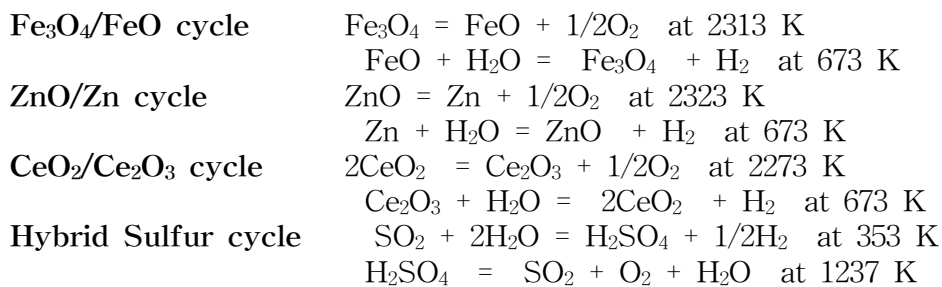 Fe₃O₄/FeO cycle Fe₃O₄ = FeO + 1/2O₂ at 2313 K
FeO + H₂O = Fe₃O₄ + H₂ at 673 K
ZnO/Zn cycle ZnO = Zn + 1/2O₂ at 2323 K
Zn + H₂O = ZnO + H₂ at 673 K
CeO₂/Ce₂O₃ cycle 2CeO₂ = Ce₂O₃ + 1/2O₂ at 2273 K
Ce₂O₃ + H₂O = 2CeO₂ + H₂ at 673 K
Hybrid Sulfur cycle SO₂ + 2H₂O = H₂SO₄ + 1/2H₂ at 353 K
H₂SO₄ = SO₂ + O₂ + H₂O at 1237 K